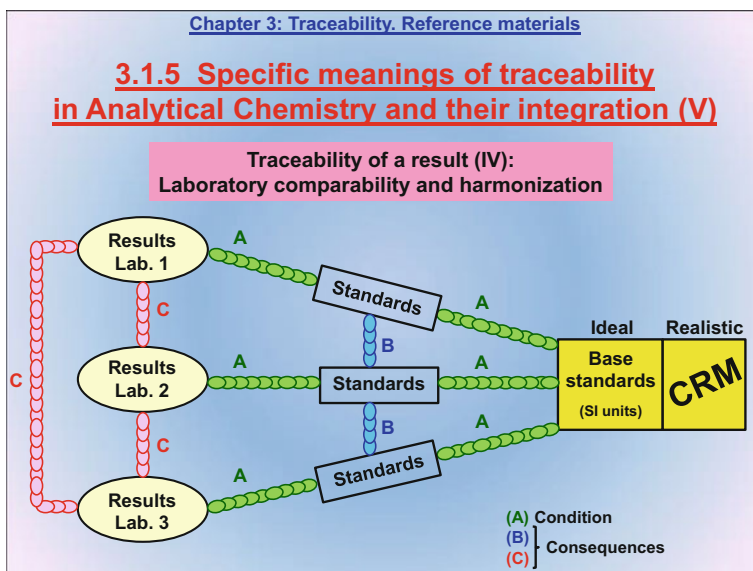 Chapter 3: Traceability. Reference materials
3.1.5 Specific meanings of traceability
in Analytical Chemistry and their integration (V)
Traceability of a result (IV):
Laboratory comparability and harmonization
Results
Lab. 1
A
Standards
A
C
B
Ideal
Realistic
C
Results
Lab. 2
A
Standards
A
Base
standards
(SI units)
CRM
C
B
A
Results
Lab. 3
A
Standards
(A) Condition
(B)
(C)
Consequences